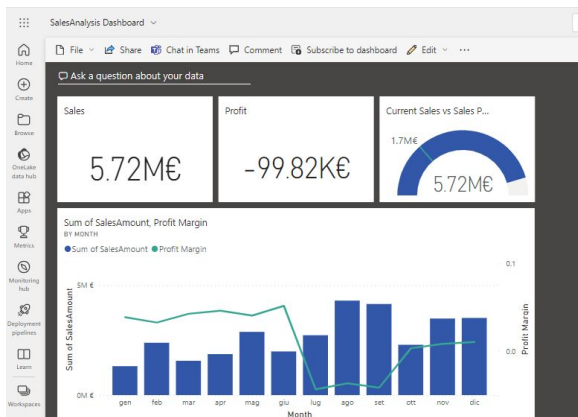 SalesAnalysis Dashboard
File Share Chat in Teams Comment Subscribe to dashboard Edit ...
Home
Create
Browse
OneLake
data hub
Apps
Metrics
Monitoring
hub
Deployment
pipelines
Learn
Workspaces
Ask a question about your data
Sales
5.72M€
Profit
-99.82K€
Current Sales vs Sales P...
1.7M€
5.72M€
Sum of SalesAmount, Profit Margin
BY MONTH
Sum of SalesAmount Profit Margin
Sum of SalesAmount
5M €
0M €
0.1
0.0
Profit Margin
gen feb mar apr mag giu lug ago set ott nov dic
Month